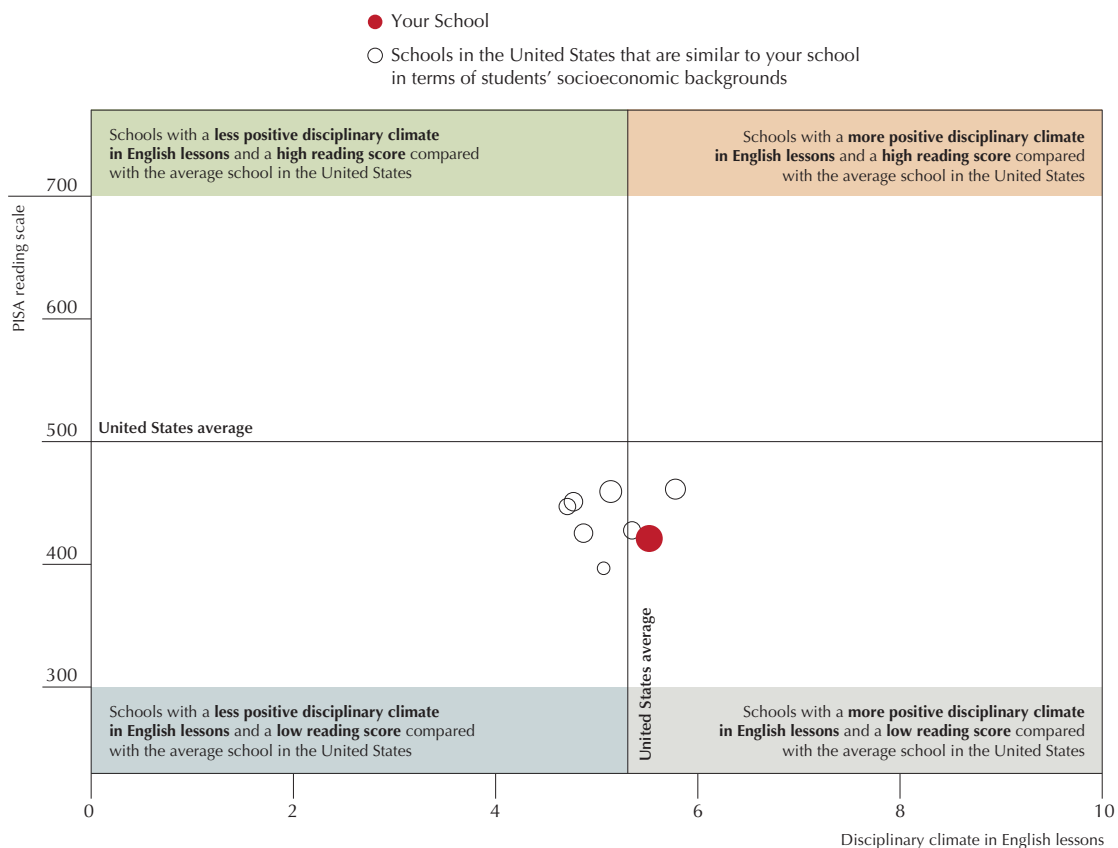 Your School
Schools in the United States that are similar to your school
in terms of students’ socioeconomic backgrounds
Schools with a less positive disciplinary climate
in English lessons and a high reading score compared
with the average school in the United States
Schools with a more positive disciplinary climate
in English lessons and a high reading score compared
with the average school in the United States
PISA reading scale
700
600
500
400
300
United States average
United States average
Schools with a less positive disciplinary climate
in English lessons and a low reading score compared
with the average school in the United States
Schools with a more positive disciplinary climate
in English lessons and a low reading score compared
with the average school in the United States
0
2
4
6
8
10
Disciplinary climate in English lessons